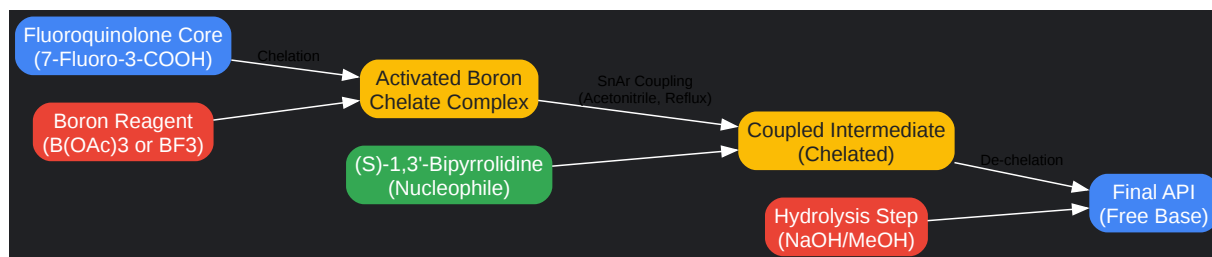 Fluoroquinolone Core
(7-Fluoro-3-COOH)
Chelation
Boron Reagent
(B(OAc)3 or BF3)
Activated Boron
Chelate Complex
SnAr Coupling
(Acetonitrile, Reflux)
(S)-1,3'-Bipyrrolidine
(Nucleophile)
Coupled Intermediate
(Chelated)
De-chelation
Hydrolysis Step
(NaOH/MeOH)
Final API
(Free Base)